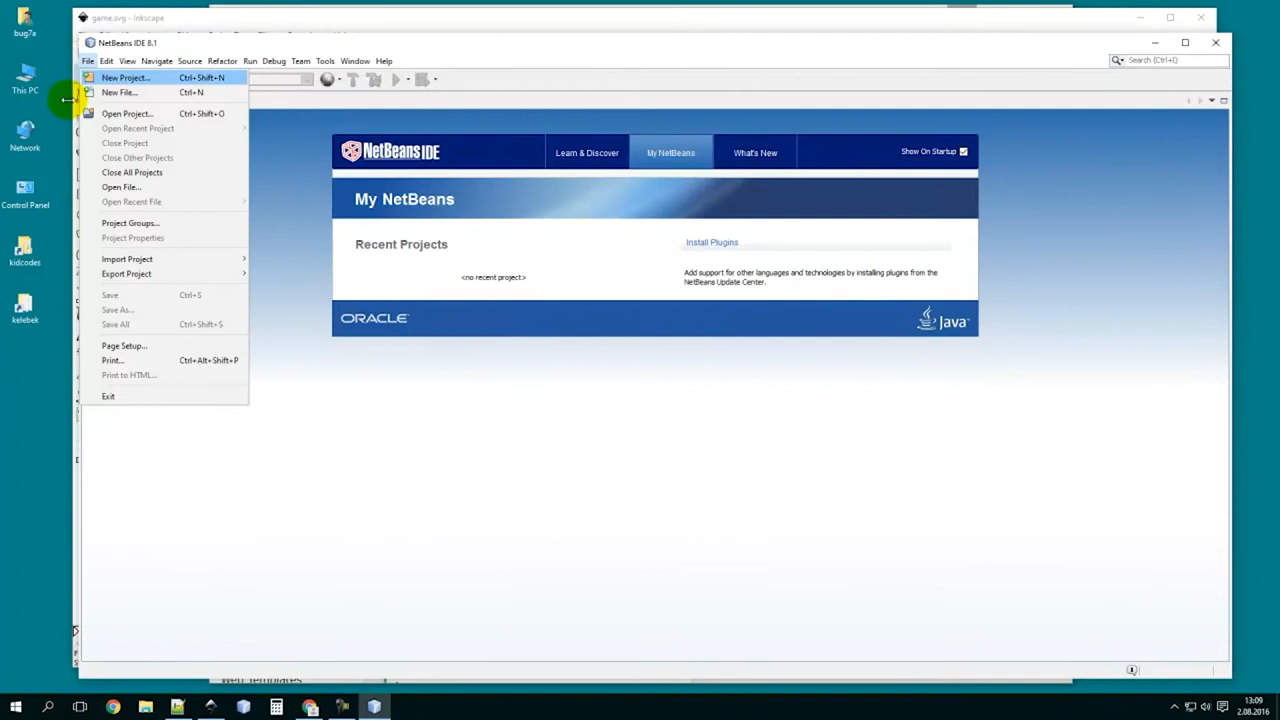 game.svg - Inkscape
NetBeans IDE 8.1
File Edit View Navigate Source Refactor Run Debug Team Tools Window Help
Search (Ctrl+I)
New Project... Ctrl+Shift+N
New File... Ctrl+N
Open Project... Ctrl+Shift+O
Open Recent Project
Close Project
Close Other Projects
Close All Projects
Open File...
Open Recent File
Project Groups...
Project Properties
Import Project
Export Project
Save Ctrl+S
Save As...
Save All Ctrl+Shift+S
Page Setup...
Print... Ctrl+Alt+Shift+P
Print to HTML...
Exit
NetBeans IDE
Learn & Discover
My NetBeans
What's New
Show On Startup
My NetBeans
Recent Projects
<no recent project>
Install Plugins
Add support for other languages and technologies by installing plugins from the
NetBeans Update Center.
ORACLE
Java
bug7a
This PC
Network
Control Panel
kidcodes
kelebek
Web Templates
13:09
2.08.2016